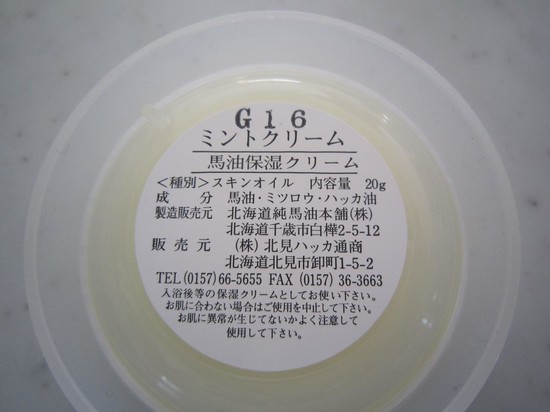 G16
ミントクリーム
馬油保湿クリーム
<種別>スキンオイル 内容量 20g
成 分 馬油・ミツロウ・ハッカ油
製造販売元 北海道純馬油本舗(株)
北海道千歳市白樺2-5-12
販 売 元 (株) 北見ハッカ通商
北海道北見市卸町1-5-2
TEL (0157) 66-5655 FAX (0157) 36-3663
入浴後等の保湿クリームとしてお使い下さい。
お肌に合わない場合はご使用を中止して下さい。
お肌に異常が生じてないかよく注意して
使用して下さい。